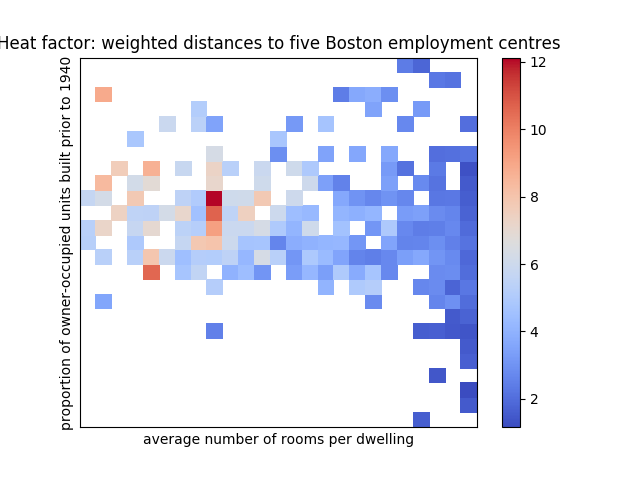 Heat factor: weighted distances to five Boston employment centres
proportion of owner-occupied units built prior to 1940
12
10
8
6
4
2
average number of rooms per dwelling